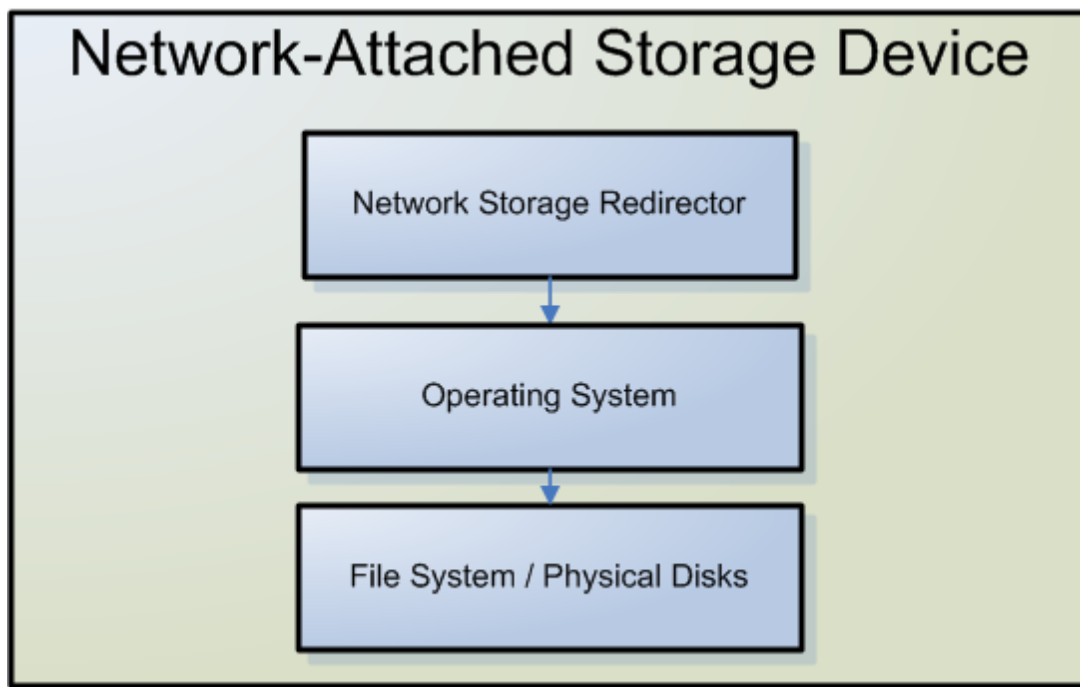 Network-Attached Storage Device
Network Storage Redirector
Operating System
File System / Physical Disks